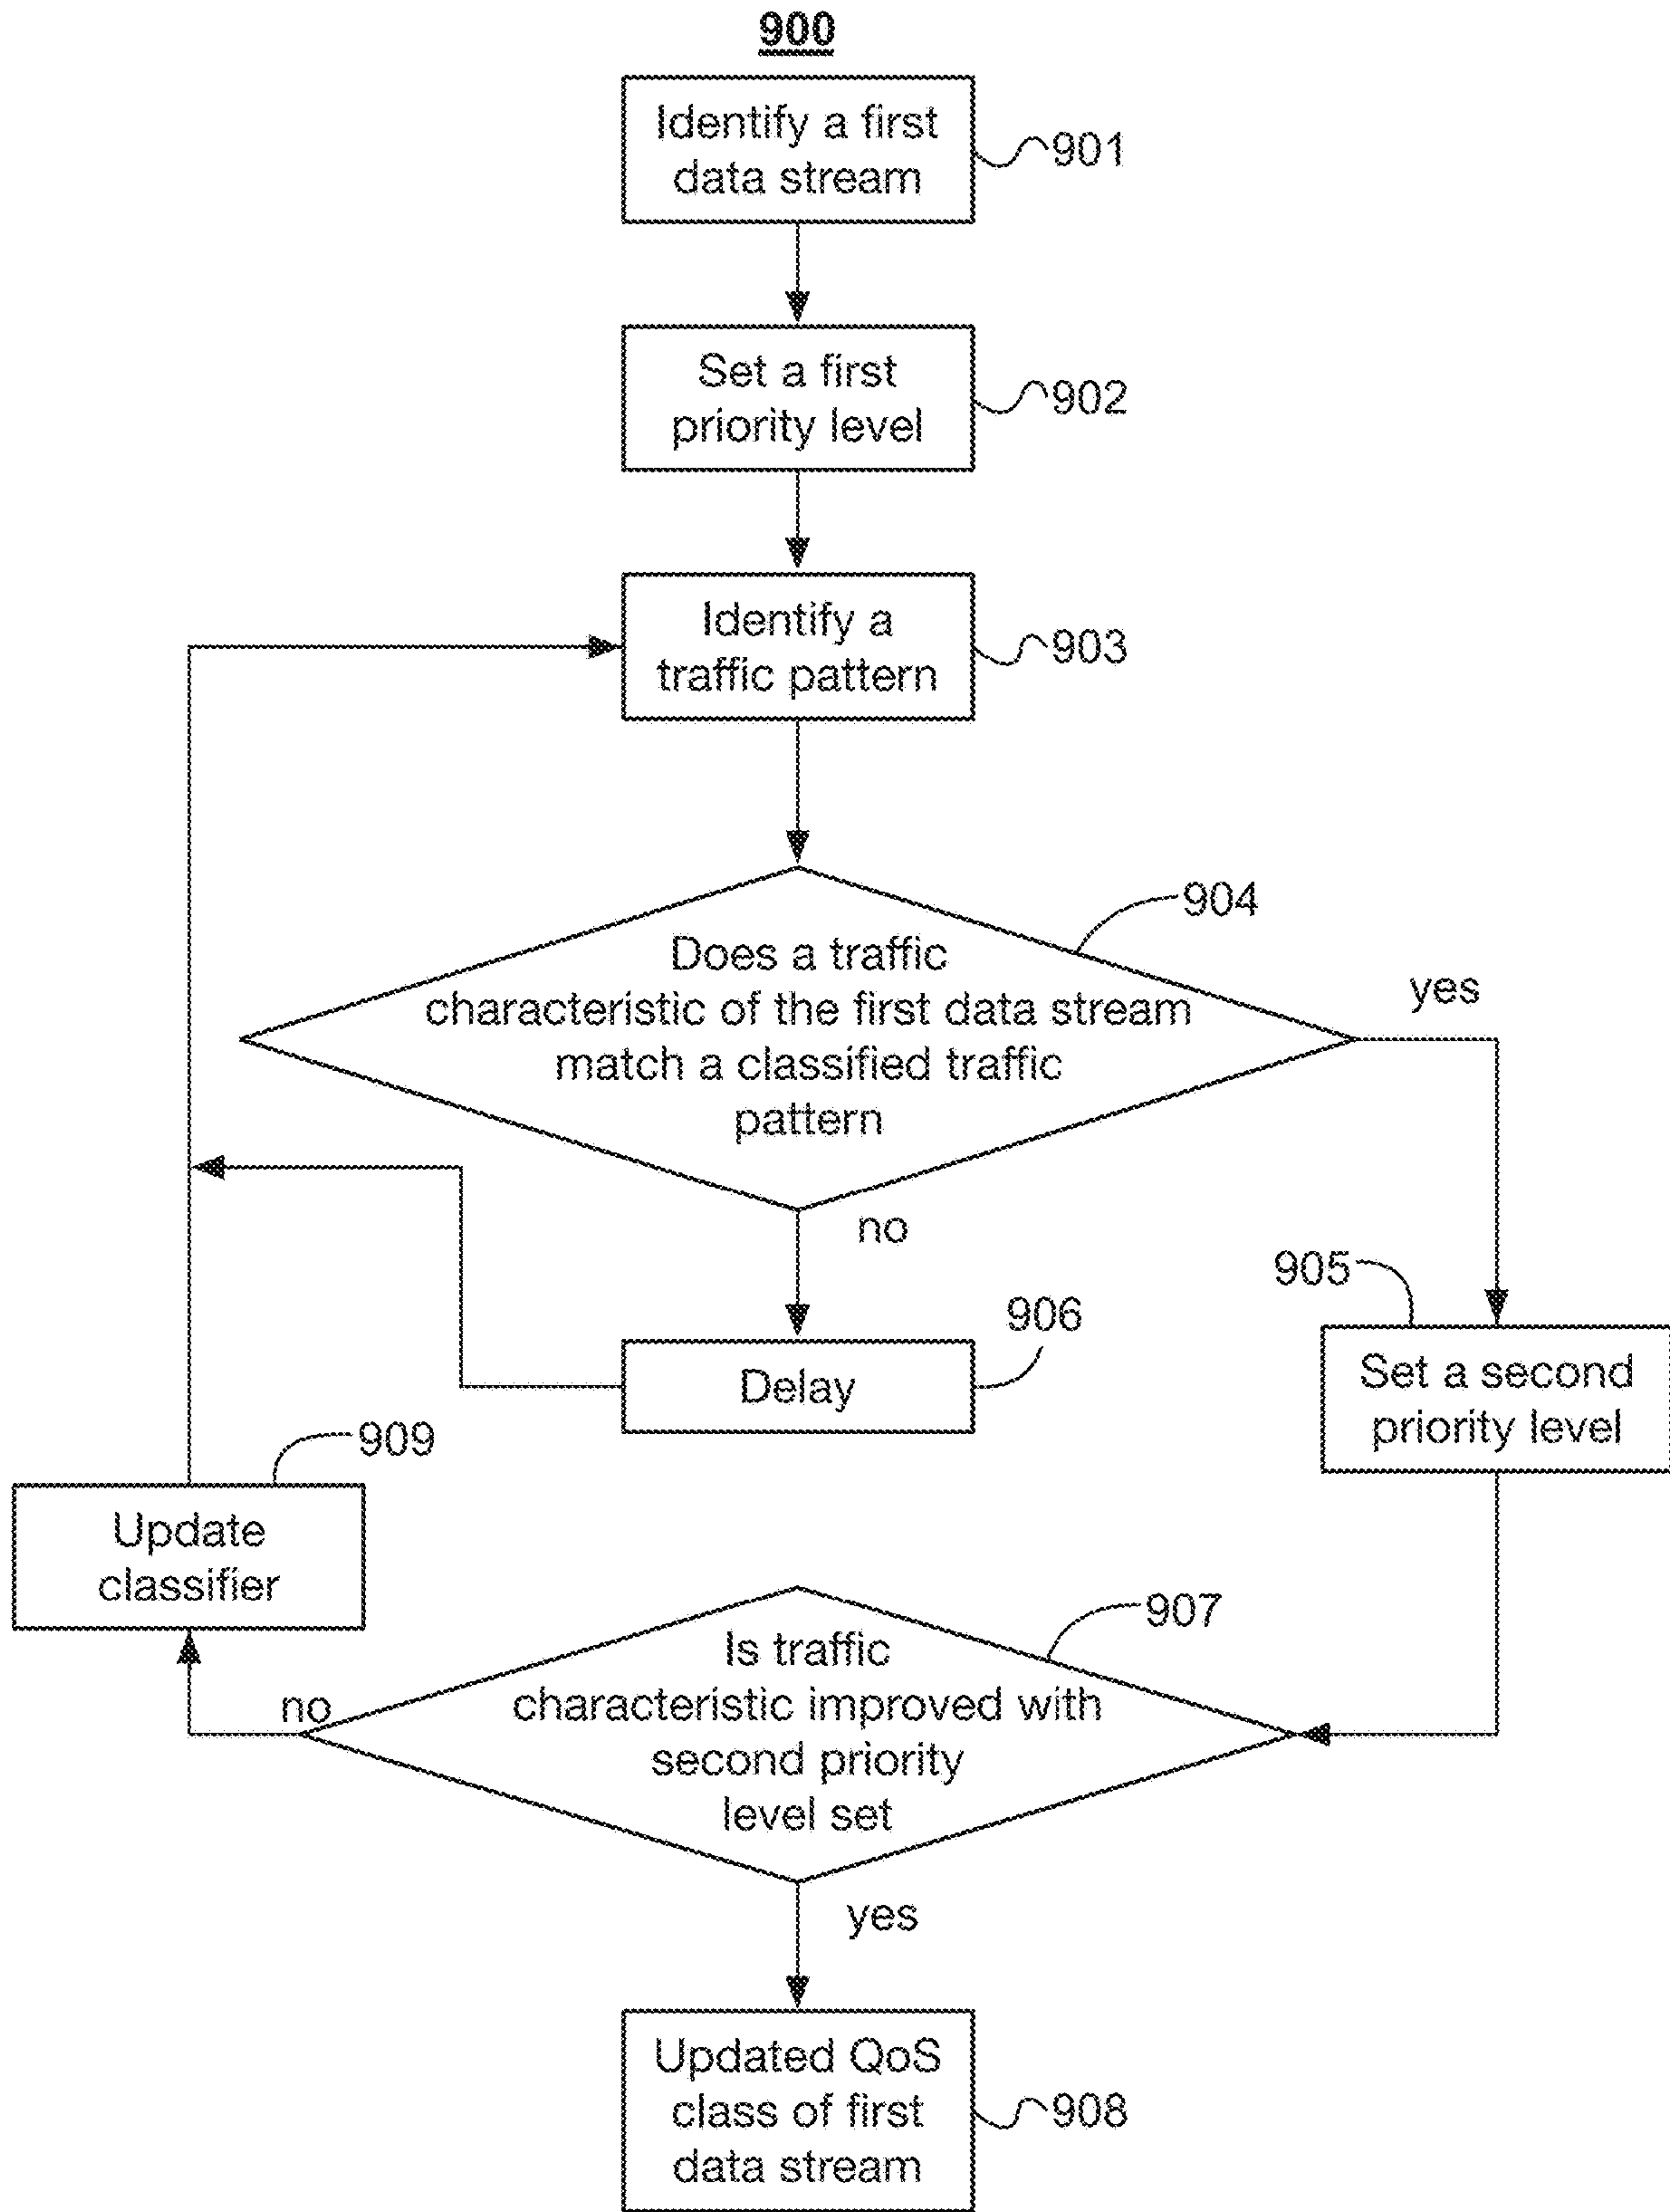 900
Identify a first
data stream
901
Set a first
priority level
902
Identify a
traffic pattern
903
904
Does a traffic
characteristic of the first data stream
match a classified traffic
pattern
yes
no
905
Set a second
priority level
906
Delay
909
Update
classifier
907
Is traffic
characteristic improved with
second priority
level set
no
yes
Updated QoS
class of first
data stream
908